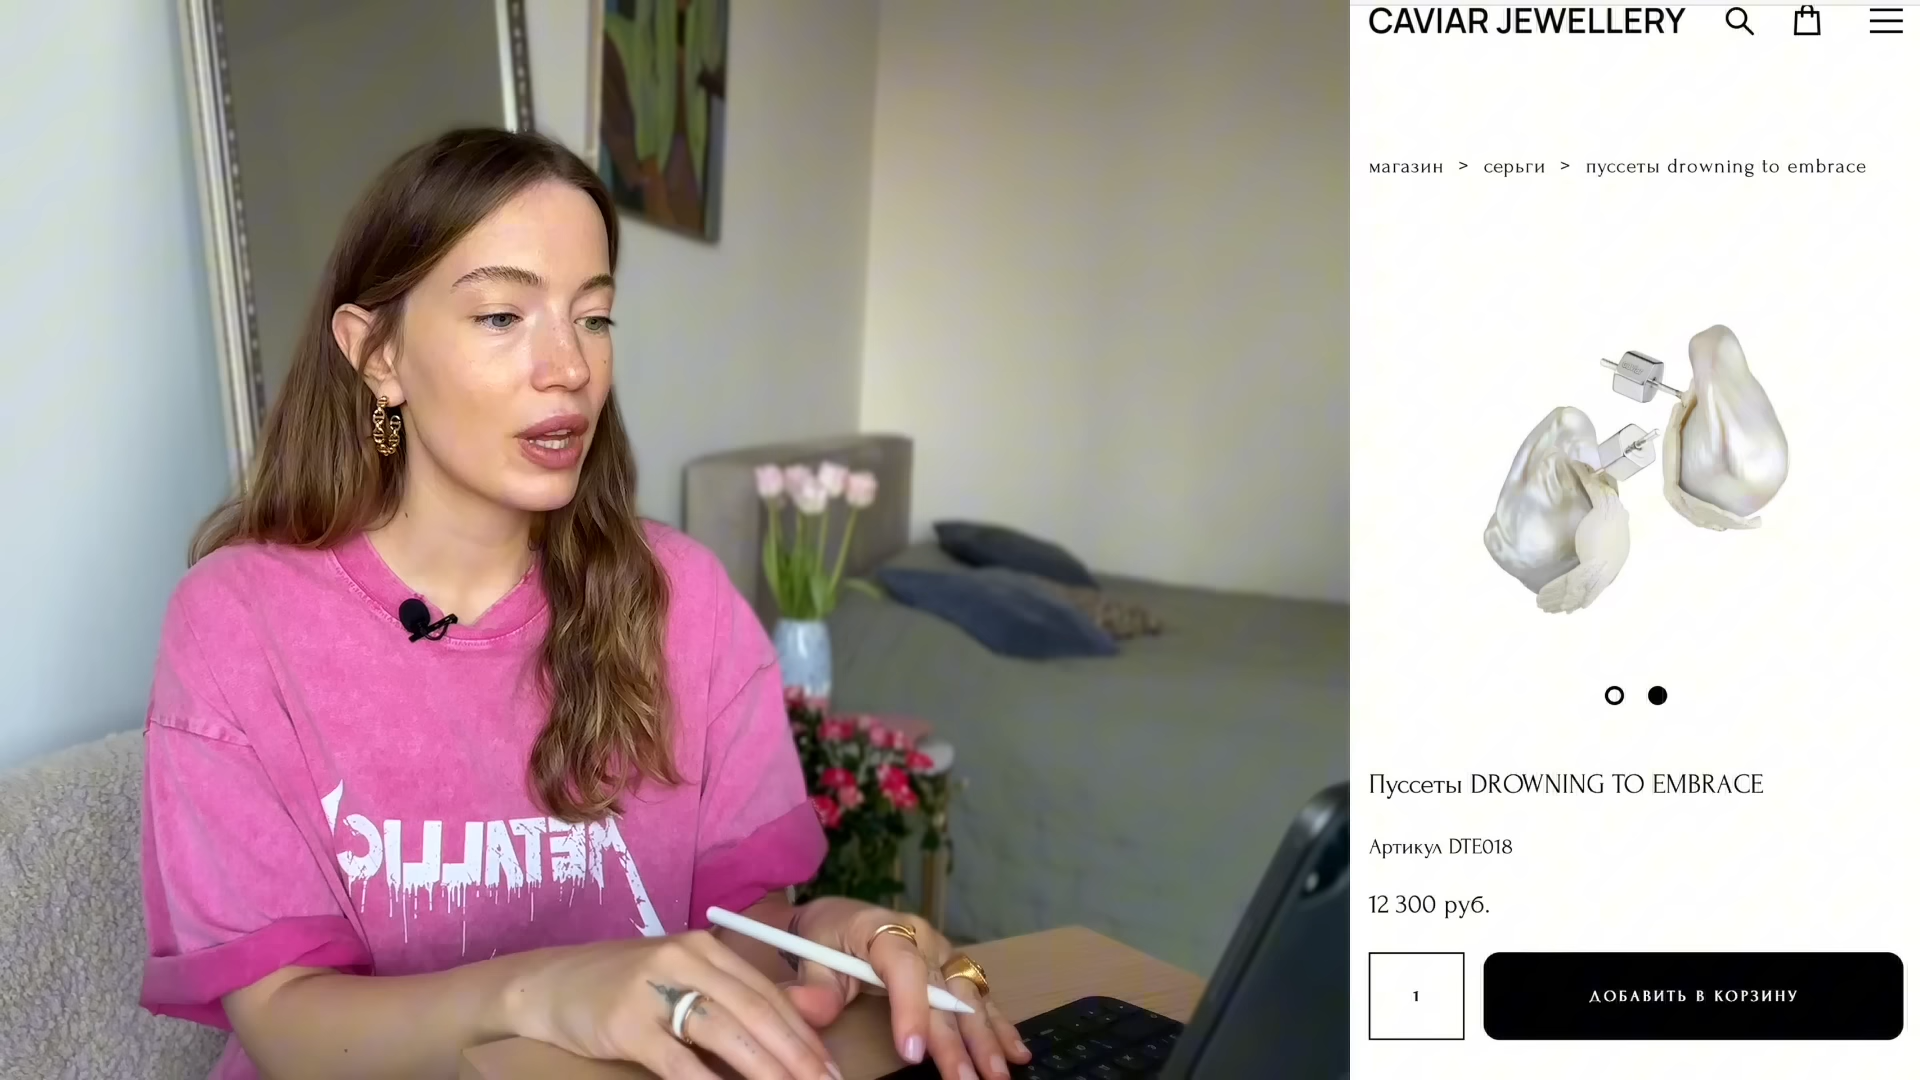 METALLIC
CAVIAR JEWELLERY
магазин > серьги > пуссеты drowning to embrace
Пуссеты DROWNING TO EMBRACE
Артикул DTE018
12 300 руб.
1
ДОБАВИТЬ В КОРЗИНУ